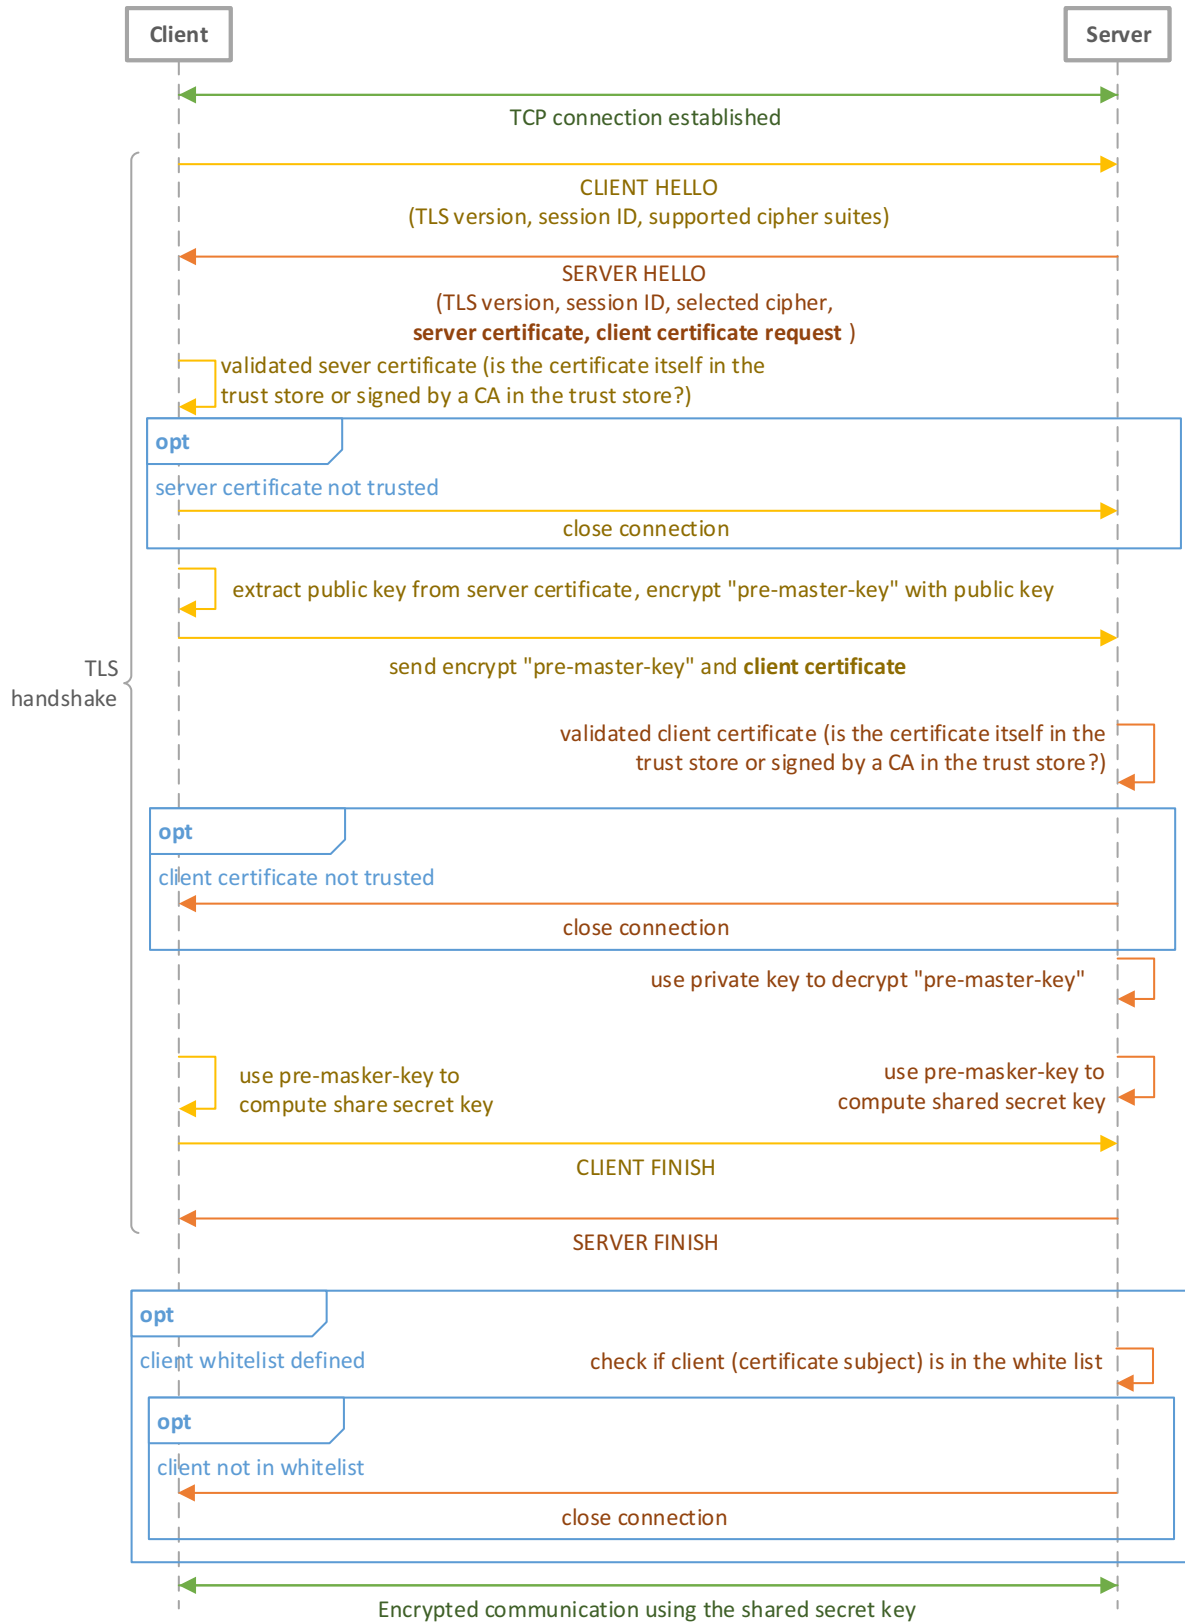 Client
Server
TCP connection established
CLIENT HELLO
(TLS version, session ID, supported cipher suites)
SERVER HELLO
(TLS version, session ID, selected cipher,
server certificate, client certificate request )
validated sever certificate (is the certificate itself in the
trust store or signed by a CA in the trust store?)
opt
server certificate not trusted
close connection
extract public key from server certificate, encrypt "pre-master-key" with public key
TLS
handshake
send encrypt "pre-master-key" and client certificate
validated client certificate (is the certificate itself in the
trust store or signed by a CA in the trust store?)
opt
client certificate not trusted
close connection
use private key to decrypt "pre-master-key"
use pre-masker-key to
compute share secret key
use pre-masker-key to
compute shared secret key
CLIENT FINISH
SERVER FINISH
opt
client whitelist defined
check if client (certificate subject) is in the white list
opt
client not in whitelist
close connection
Encrypted communication using the shared secret key